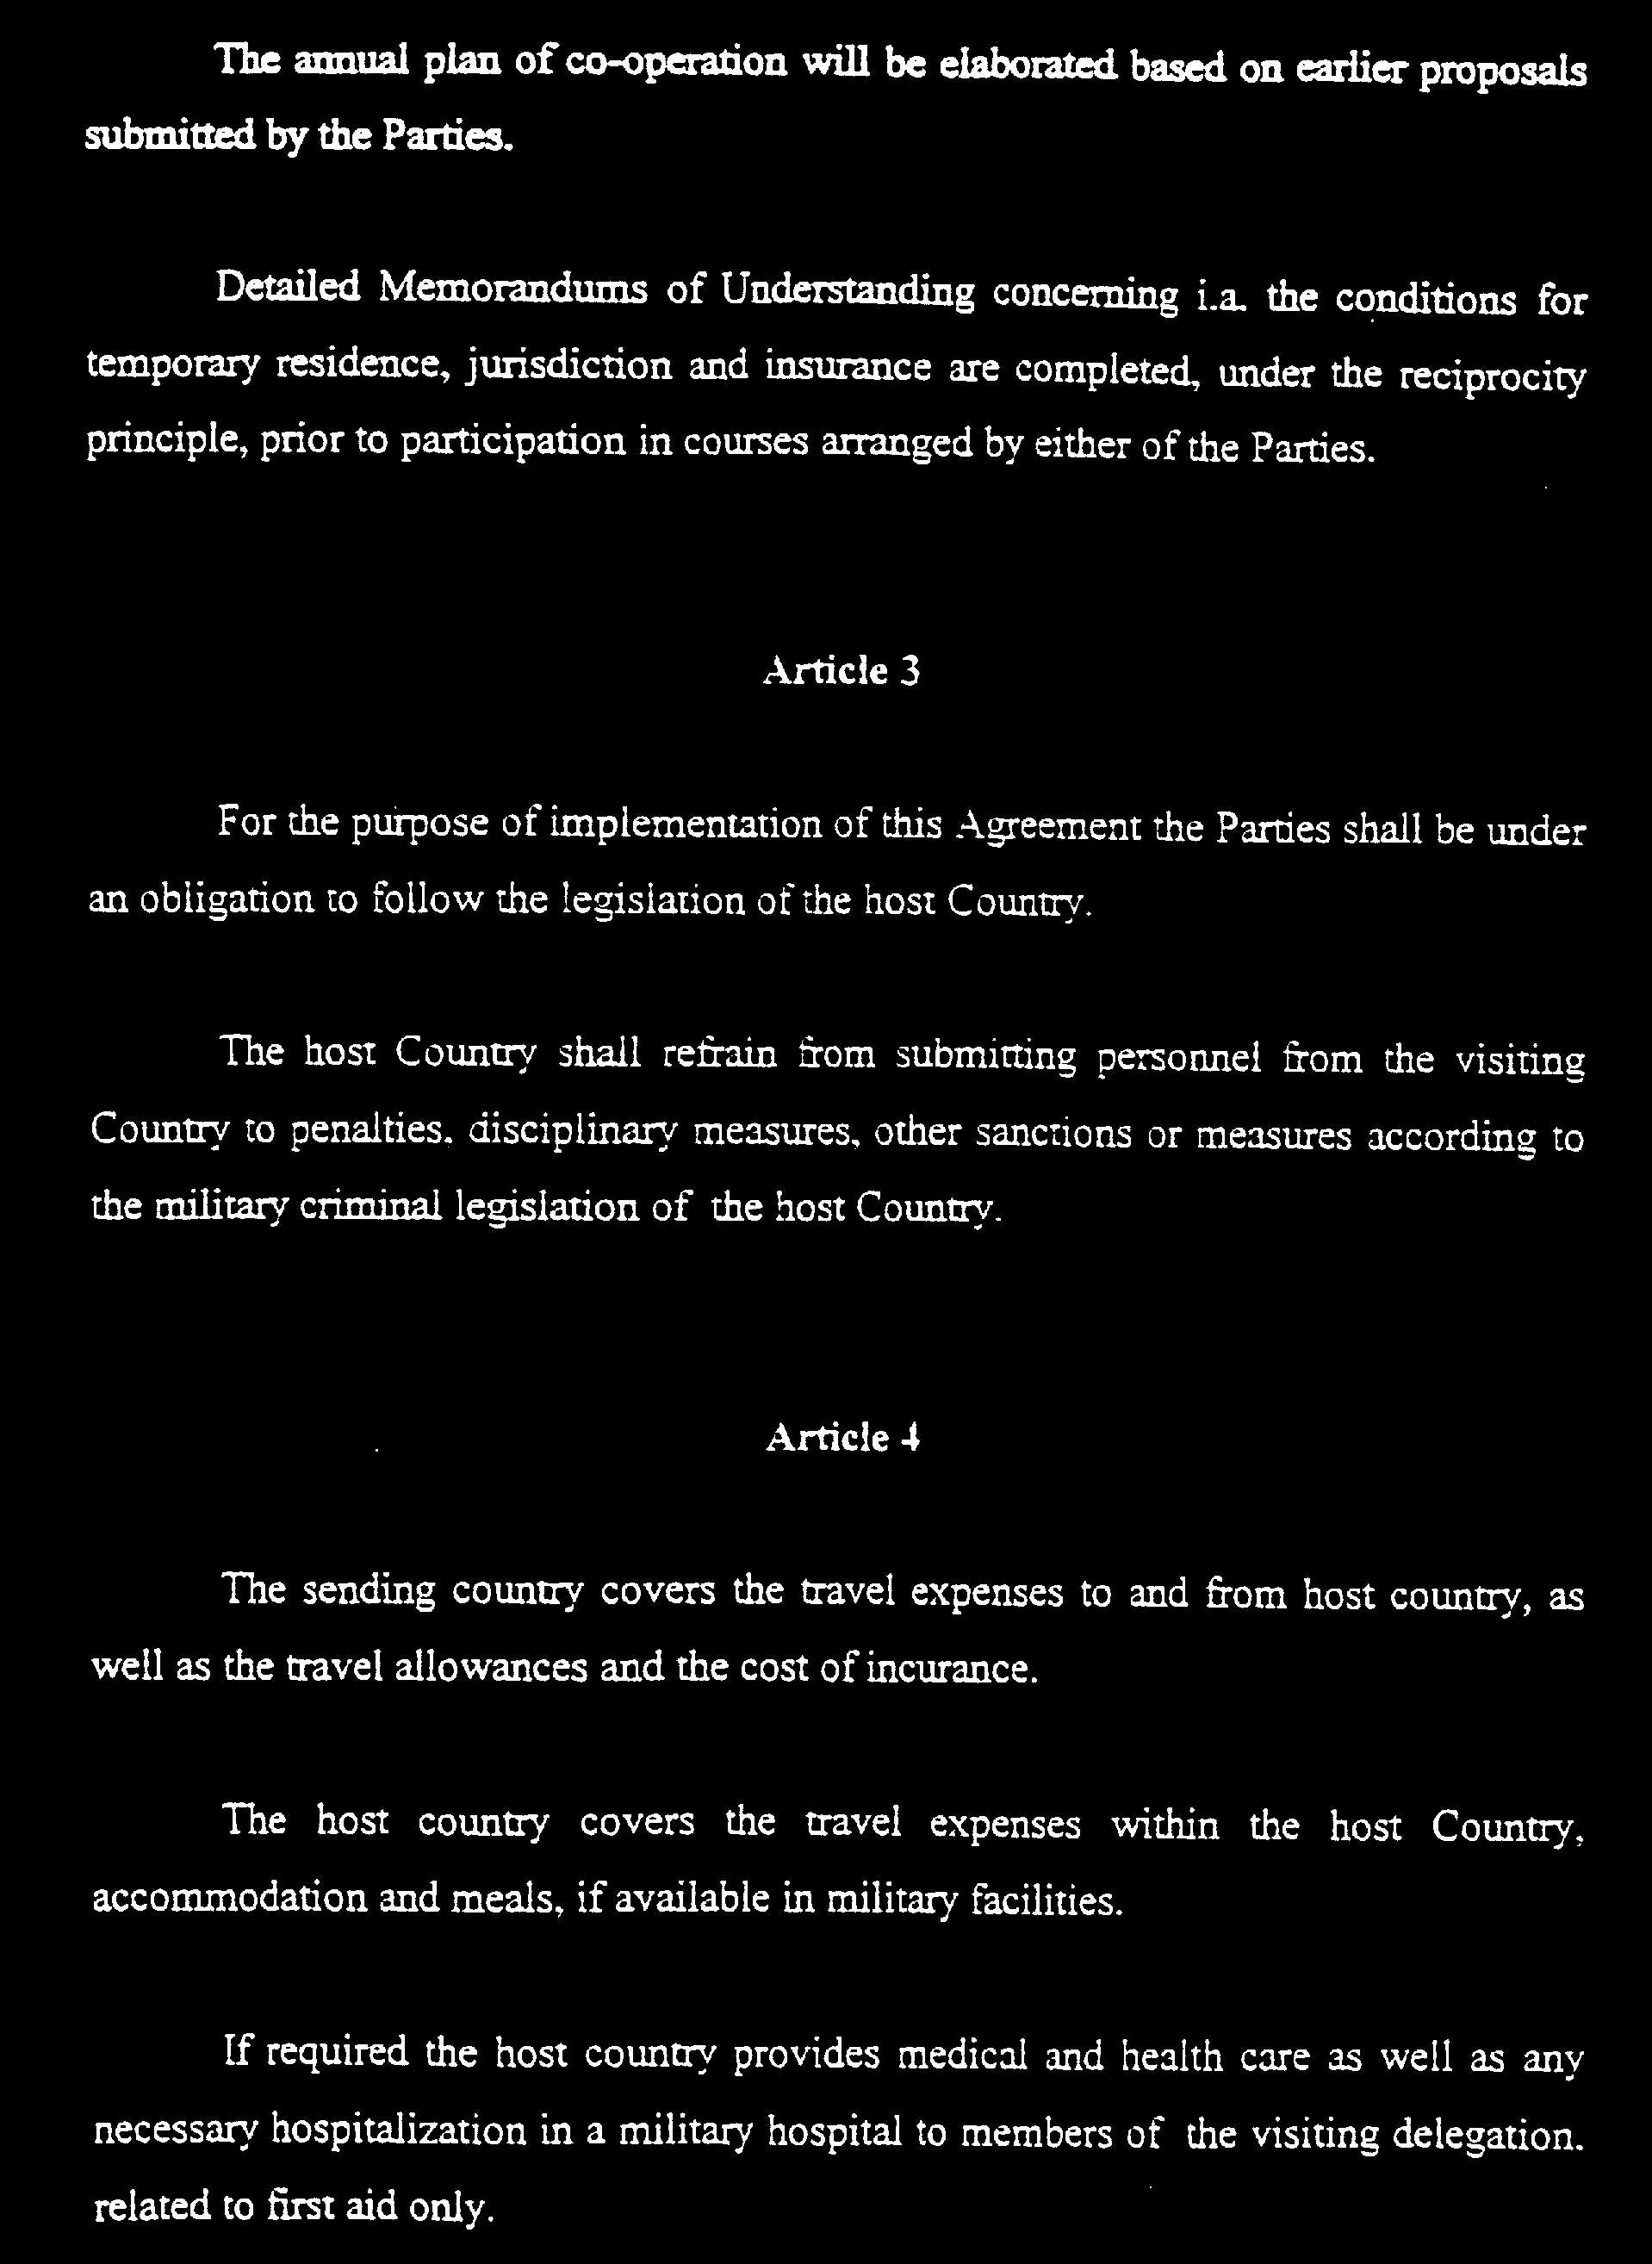 The annual plan of co-operation will be elaborated based on earlier proposals
submitted by the Parties.
Detailed Memorandums of Understanding concerning i.a. the conditions for
temporary residence, jurisdiction and insurance are completed, under the reciprocity
principle, prior to participation in courses arranged by either of the Parties.
Article 3
For the purpose of implementation of this Agreement the Parties shall be under
an obligation to follow the legislation of the host Country.
The host Country shall refrain from submitting personnel from the visiting
Country to penalties, disciplinary measures, other sanctions or measures according to
the military criminal legislation of the host Country.
Article 4
The sending country covers the travel expenses to and from host country, as
well as the travel allowances and the cost of incurance.
The host country covers the travel expenses within the host Country,
accommodation and meals, if available in military facilities.
If required the host country provides medical and health care as well as any
necessary hospitalization in a military hospital to members of the visiting delegation.
related to first aid only.